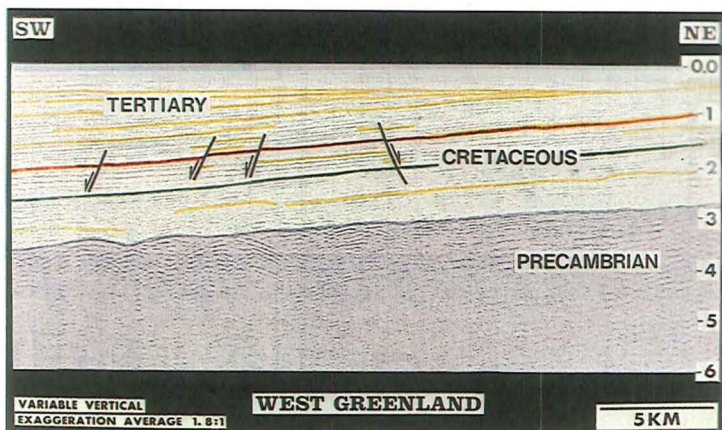 SW
NE
0.0
TERTIARY
-1
CRETACEOUS
-2
-3
PRECAMBRIAN
-4
-5
-6
VARIABLE VERTICAL
EXAGGERATION AVERAGE 1.8:1
WEST GREENLAND
5KM